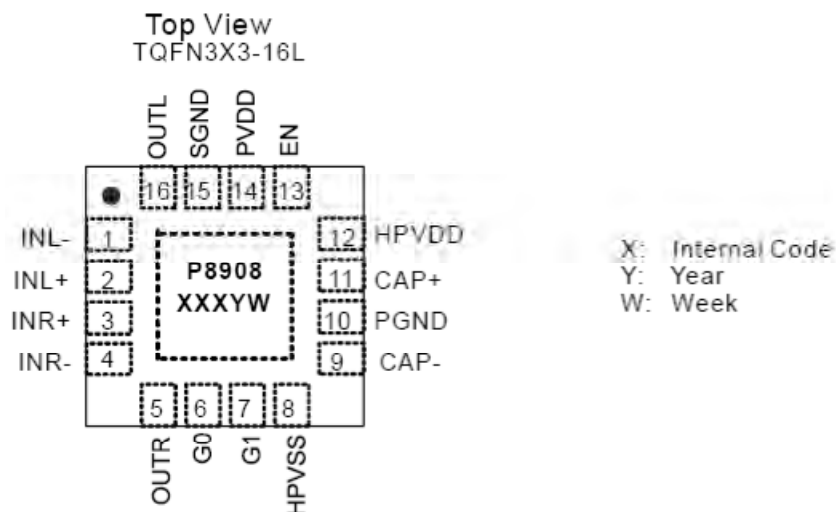 Top View
TQFN3X3-16L
OUTL
SGND
PVDD
EN
16 15 14 13
INL- 1
INL+ 2
INR+ 3
INR- 4
P8908
XXXYW
12 HPVDD
11 CAP+
10 PGND
9 CAP-
5 6 7 8
OUTR
G0
G1
HPVSS
X: Internal Code
Y: Year
W: Week